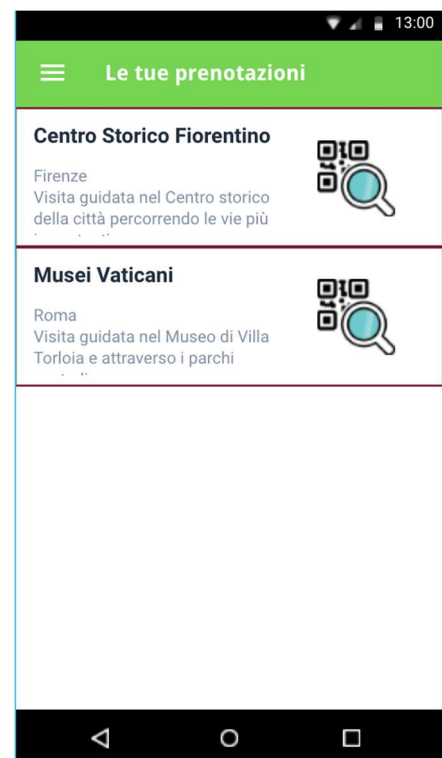 13:00
Le tue prenotazioni
Centro Storico Fiorentino
Firenze
Visita guidata nel Centro storico
della città percorrendo le vie più
Musei Vaticani
Roma
Visita guidata nel Museo di Villa
Torloia e attraverso i parchi